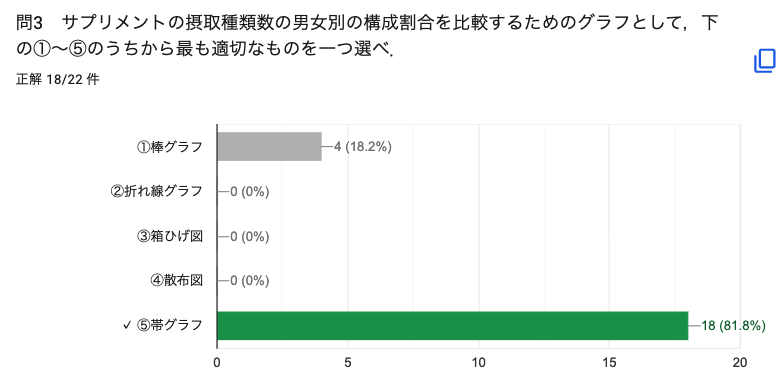 問3　サプリメントの摂取種類数の男女別の構成割合を比較するためのグラフとして，下
の①〜⑤のうちから最も適切なものを一つ選べ．
正解 18/22 件
①棒グラフ
4 (18.2%)
②折れ線グラフ
0 (0%)
③箱ひげ図
0 (0%)
④散布図
0 (0%)
✓ ⑤帯グラフ
18 (81.8%)
0 5 10 15 20